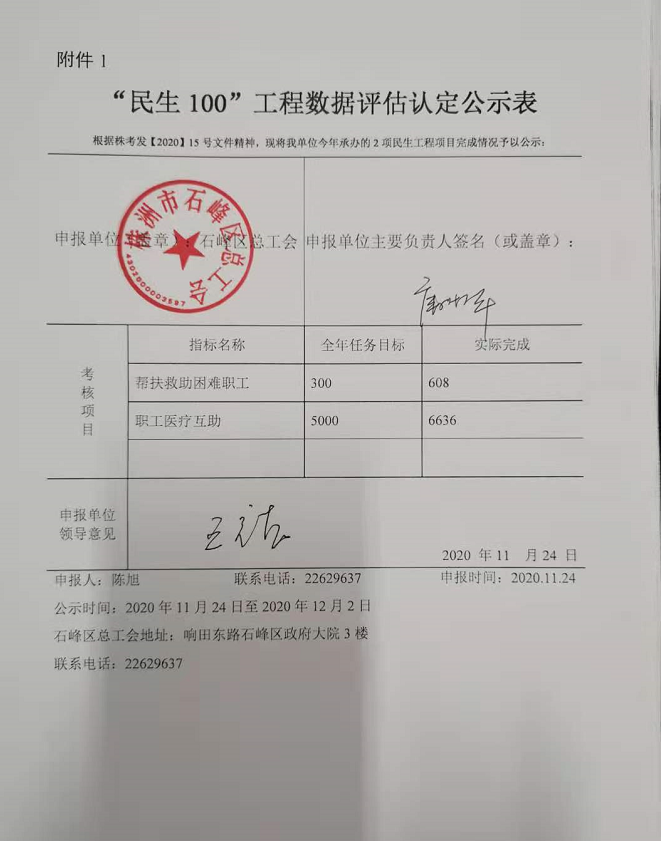 附件 1
“民生 100”工程数据评估认定公示表
根据株考发【2020】15 号文件精神，现将我单位今年承办的 2 项民生工程项目完成情况予以公示：
株洲市石峰区总工会
4302000003587
申报单位（盖章）：石峰区总工会 申报单位主要负责人签名（或盖章）：
指标名称 全年任务目标 实际完成
考核项目
帮扶救助困难职工 300 608
职工医疗互助 5000 6636
申报单位
领导意见
2020 年 11 月 24 日
申报人：陈旭 联系电话：22629637 申报时间：2020.11.24
公示时间：2020 年 11 月 24 日至 2020 年 12 月 2 日
石峰区总工会地址：响田东路石峰区政府大院 3 楼
联系电话：22629637